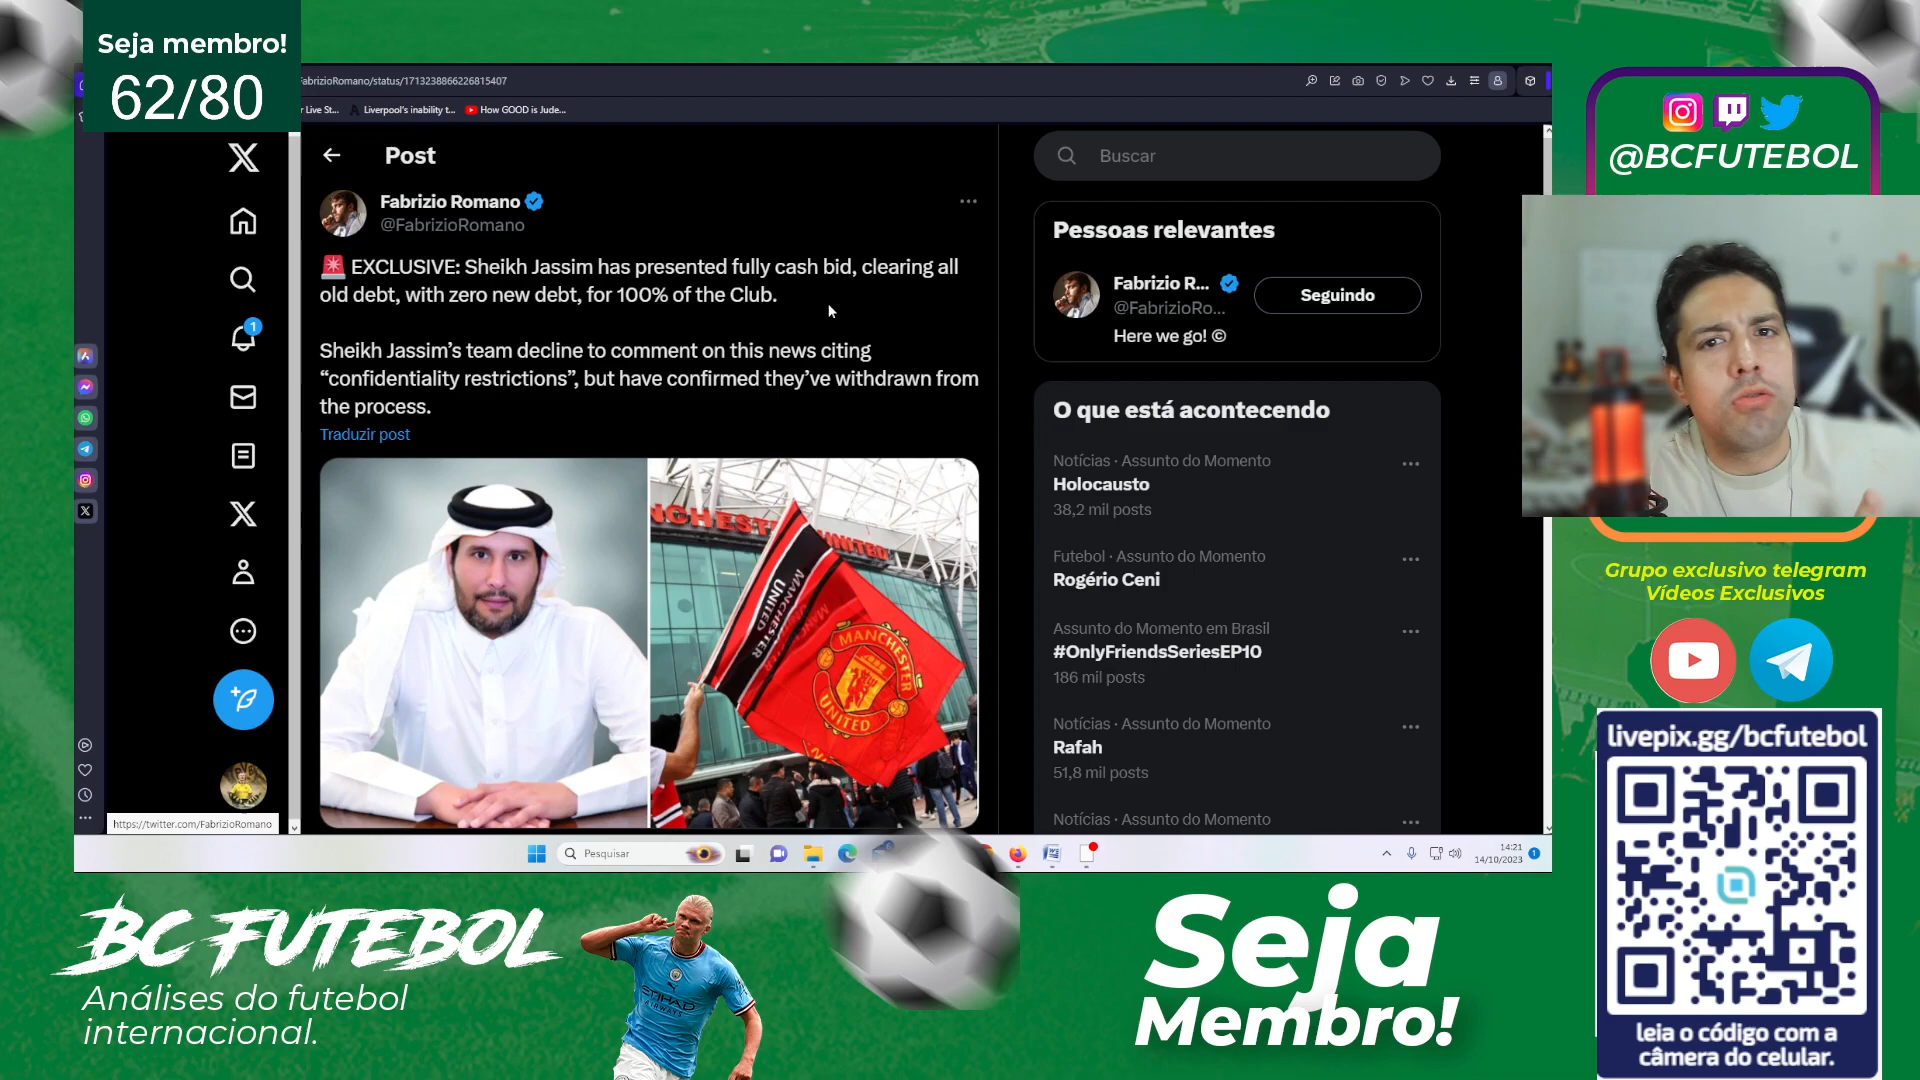 Seja membro!
62/80
FabrizioRomano/status/1713238866226815407
r Live St...
Liverpool's inability t...
How GOOD is Jude...
Post
Buscar
Fabrizio Romano
@FabrizioRomano
EXCLUSIVE: Sheikh Jassim has presented fully cash bid, clearing all
old debt, with zero new debt, for 100% of the Club.
Sheikh Jassim’s team decline to comment on this news citing
“confidentiality restrictions”, but have confirmed they’ve withdrawn from
the process.
Traduzir post
MANCHESTER
UNITED
MANCHESTER
UNITED
1
https://twitter.com/FabrizioRomano
Pessoas relevantes
Fabrizio R...
@FabrizioRo...
Seguindo
Here we go! ©
O que está acontecendo
Notícias · Assunto do Momento
Holocausto
38,2 mil posts
Futebol · Assunto do Momento
Rogério Ceni
Assunto do Momento em Brasil
#OnlyFriendsSeriesEP10
186 mil posts
Notícias · Assunto do Momento
Rafah
51,8 mil posts
Notícias · Assunto do Momento
Pesquisar
14:21
14/10/2023
1
@BCFUTEBOL
Grupo exclusivo telegram
Vídeos Exclusivos
livepix.gg/bcfutebol
leia o código com a
câmera do celular.
BC FUTEBOL
Análises do futebol
internacional.
ETIHAD
AIRWAYS
Seja
Membro!